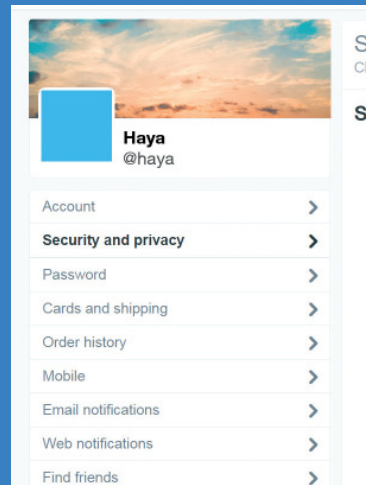 Haya
@haya
Account
Security and privacy
Password
Cards and shipping
Order history
Mobile
Email notifications
Web notifications
Find friends